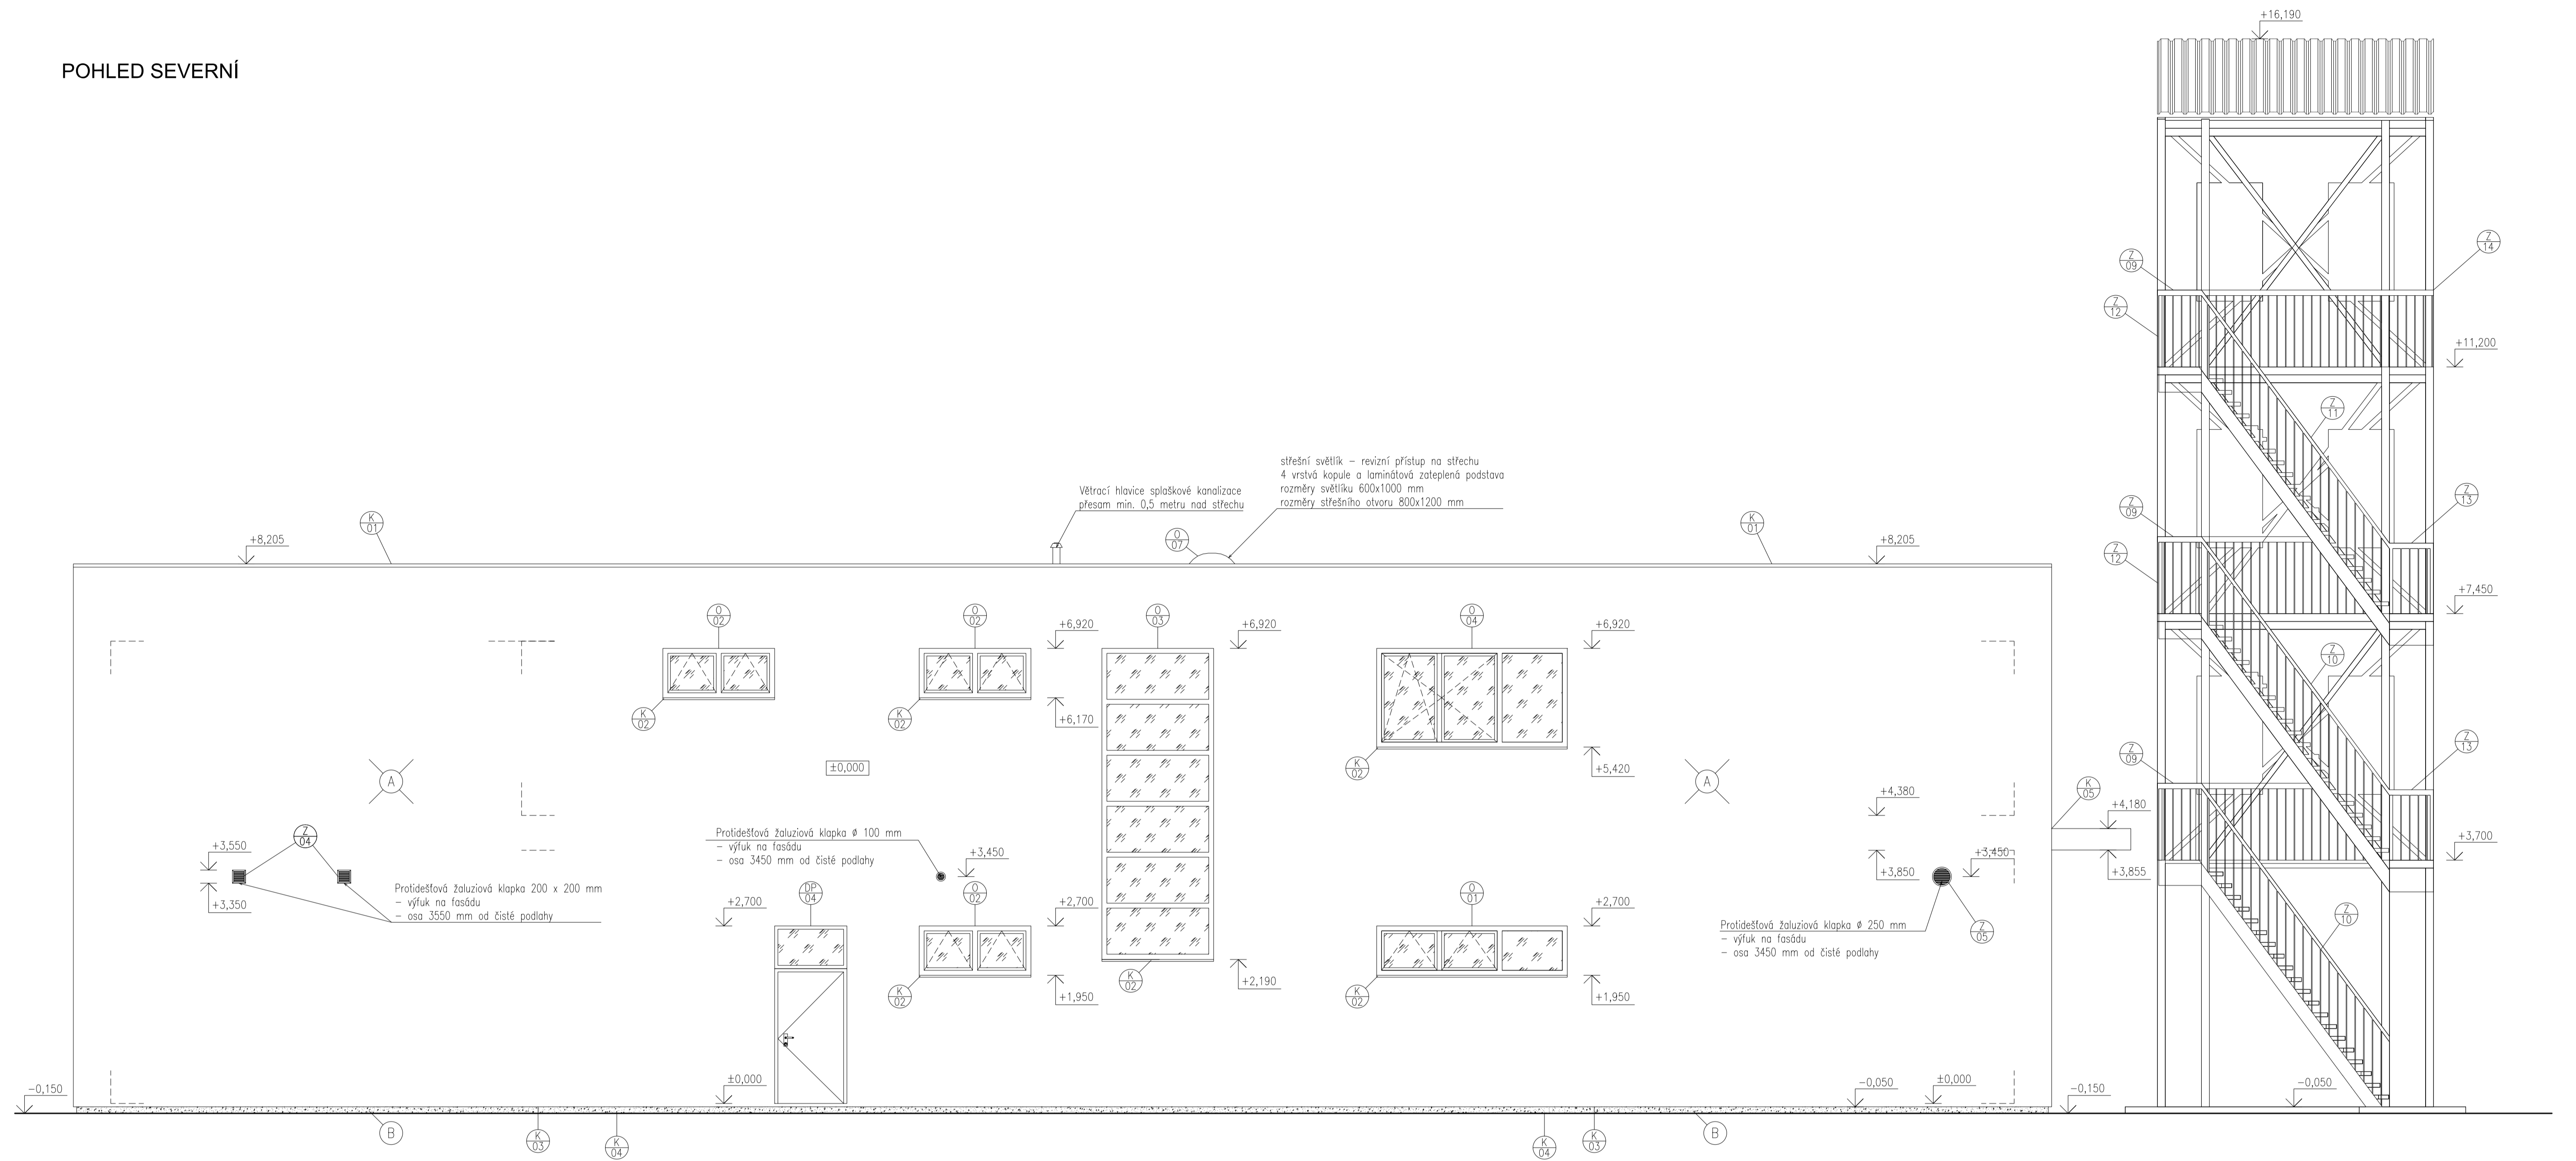 +16,190
POHLED SEVERNÍ
Z
14
Z
09
Z
12
+11,200
Z
11
střešní světlík – revizní přístup na střechu
4 vrstvá kopule a laminátová zateplená podstava
rozměry světlíku 600x1000 mm
rozměry střešního otvoru 800x1200 mm
Větrací hlavice splaškové kanalizace
přesam min. 0,5 metru nad střechu
Z
13
Z
09
K
01
K
01
O
07
+8,205
+8,205
Z
12
+7,450
O
02
O
02
O
03
O
04
+6,920
+6,920
+6,920
Z
10
K
02
K
02
+6,170
Z
13
Z
09
K
02
+5,420
±0,000
A
A
K
05
+4,380
+4,180
Z
04
Protidešťová žaluziová klapka ø 100 mm
– výfuk na fasádu
– osa 3450 mm od čisté podlahy
+3,700
+3,550
+3,450
+3,450
+3,850
+3,855
Protidešťová žaluziová klapka 200 x 200 mm
– výfuk na fasádu
– osa 3550 mm od čisté podlahy
+3,350
DP
04
O
02
O
01
+2,700
+2,700
+2,700
Z
10
Protidešťová žaluziová klapka ø 250 mm
– výfuk na fasádu
– osa 3450 mm od čisté podlahy
Z
05
K
02
K
02
K
02
+2,190
+1,950
+1,950
–0,150
±0,000
–0,050
±0,000
–0,150
–0,050
B
K
03
K
04
K
04
K
03
B